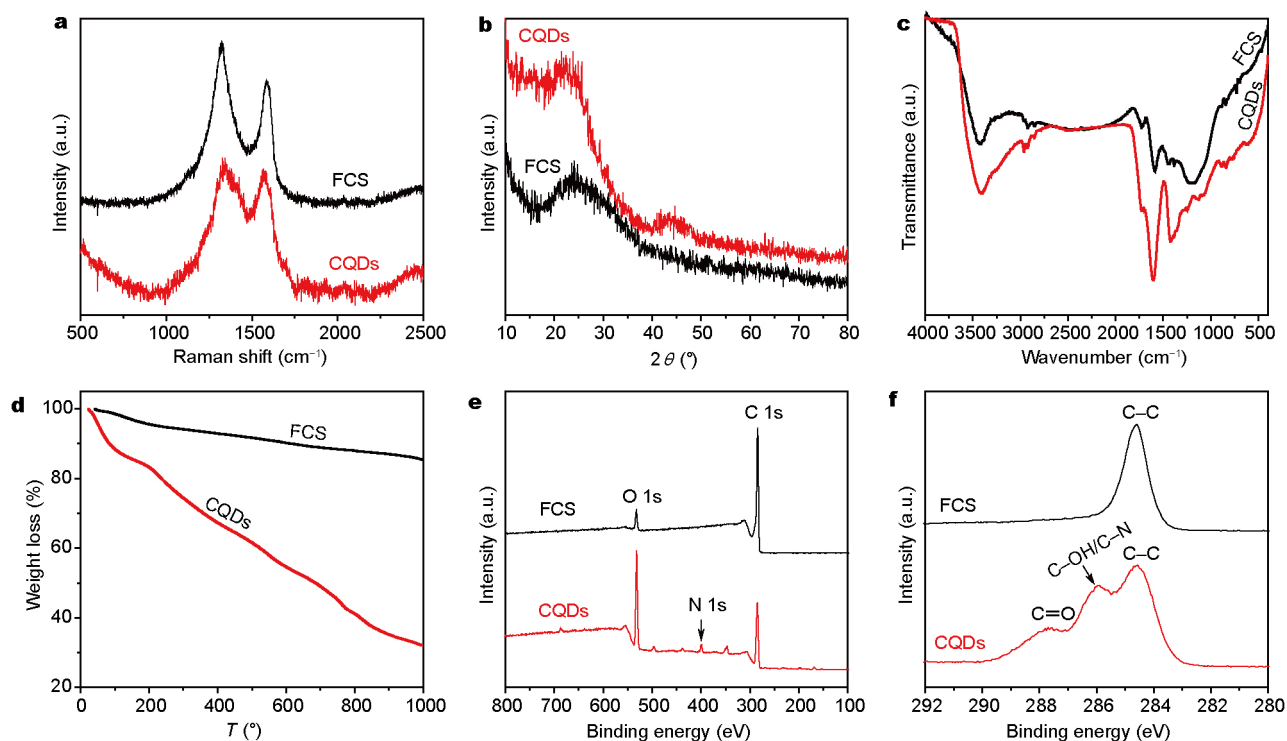 a
FCS
CQDs
Intensity (a.u.)
500 1000 1500 2000 2500
Raman shift (cm⁻¹)
b
CQDs
FCS
Intensity (a.u.)
10 20 30 40 50 60 70 80
2 θ (°)
c
FCS
CQDs
Transmittance (a.u.)
4000 3500 3000 2500 2000 1500 1000 500
Wavenumber (cm⁻¹)
d
100
80
60
40
20
FCS
CQDs
Weight loss (%)
0 200 400 600 800 1000
T (°)
e
C 1s
O 1s
FCS
N 1s
CQDs
Intensity (a.u.)
800 700 600 500 400 300 200 100
Binding energy (eV)
f
C–C
FCS
C–OH/C–N
C–C
C=O
CQDs
Intensity (a.u.)
292 290 288 286 284 282 280
Binding energy (eV)